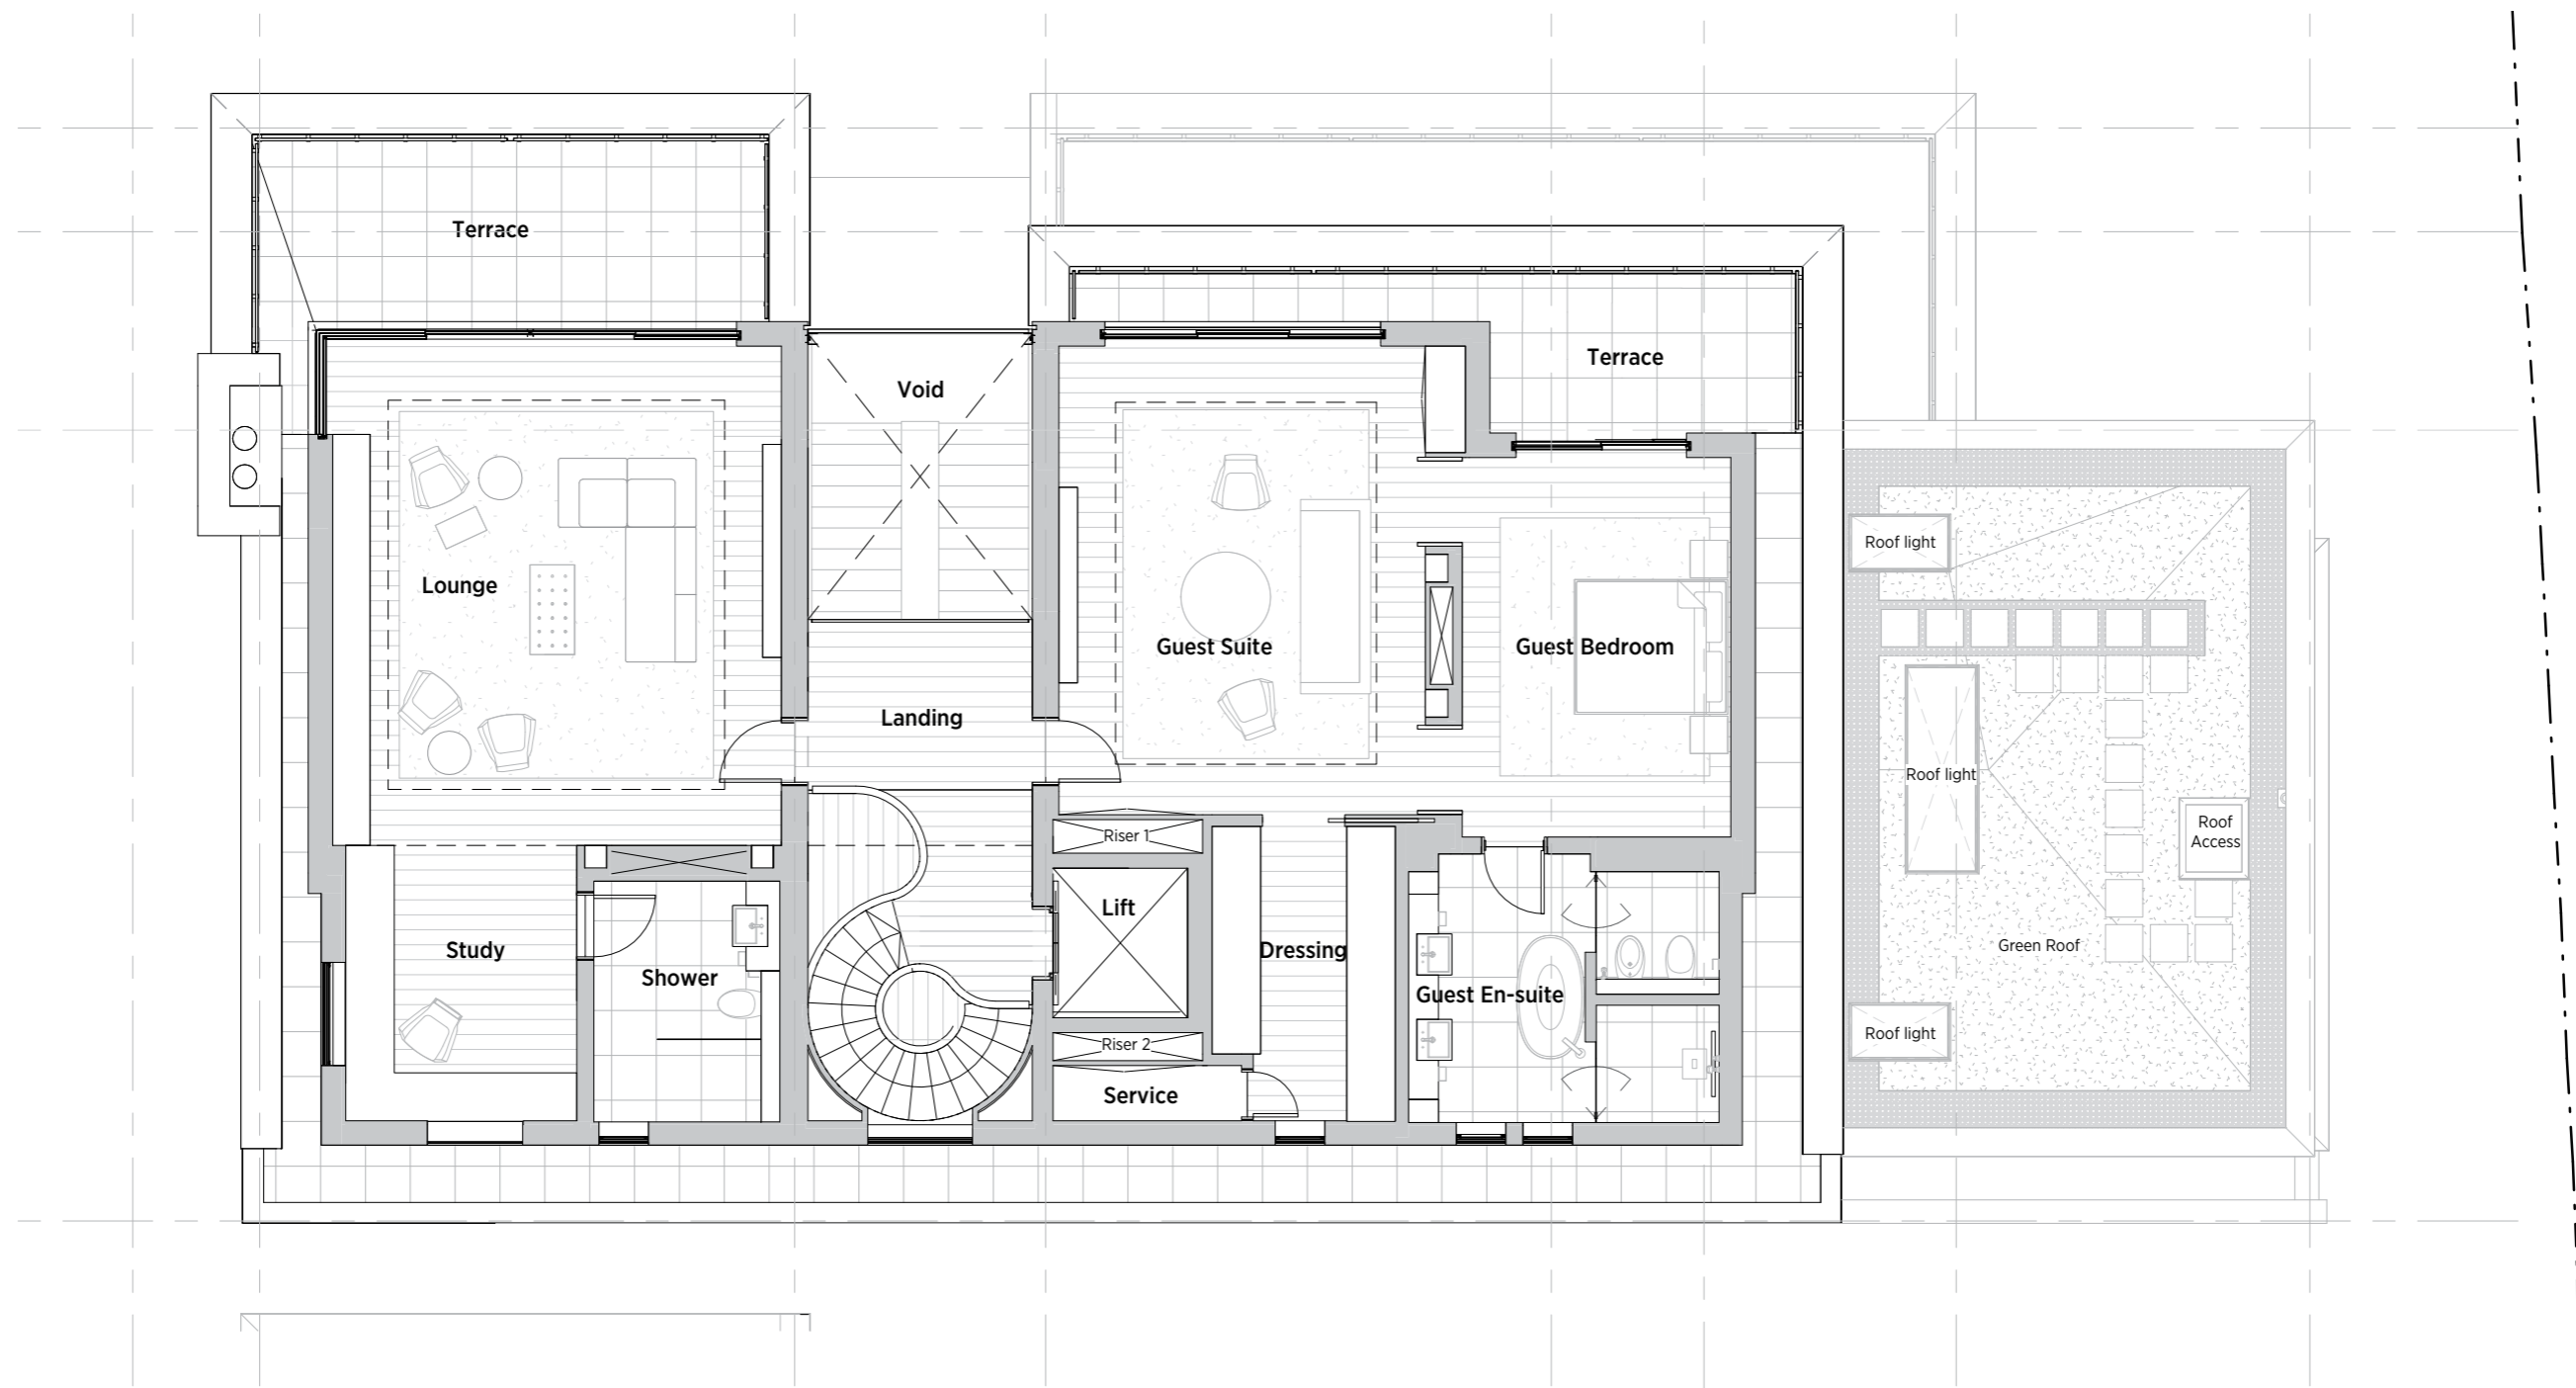 Terrace
Terrace
Void
Roof light
Lounge
Guest Suite
Guest Bedroom
Landing
Roof light
Riser 1
Roof
Access
Lift
Study
Shower
Dressing
Green Roof
Guest En-suite
Roof light
Riser 2
Service